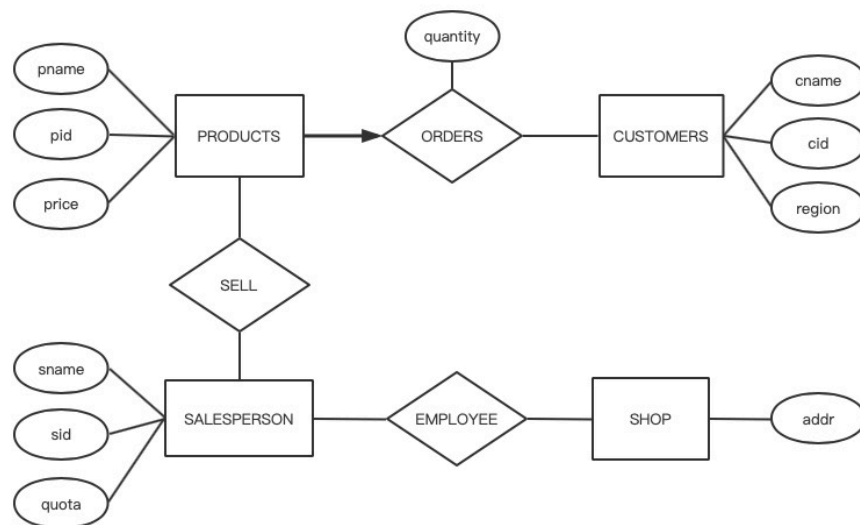 quantity
pname
cname
pid
PRODUCTS
ORDERS
CUSTOMERS
cid
price
region
SELL
sname
sid
SALESPERSON
EMPLOYEE
SHOP
addr
quota